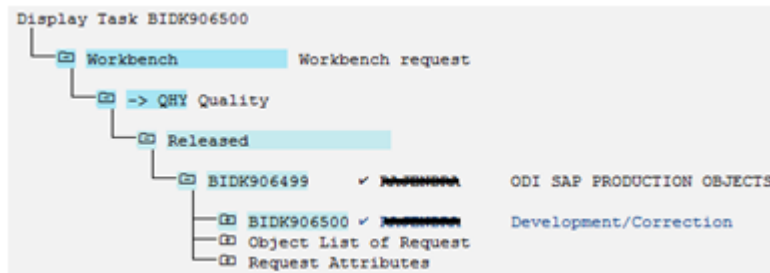 Display Task BIDK906500
Workbench Workbench request
-> QHY Quality
Released
BIDK906499 ODI SAP PRODUCTION OBJECTS
BIDK906500 Development/Correction
Object List of Request
Request Attributes